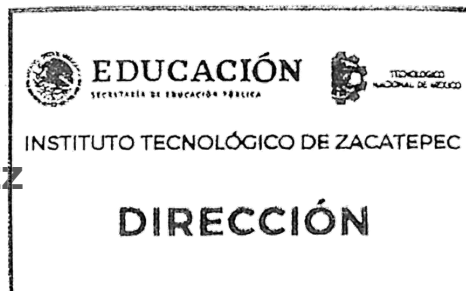 EDUCACIÓN
SECRETARÍA DE EDUCACIÓN PÚBLICA
TECNOLÓGICO
NACIONAL DE MÉXICO
INSTITUTO TECNOLÓGICO DE ZACATEPEC
Z
DIRECCIÓN